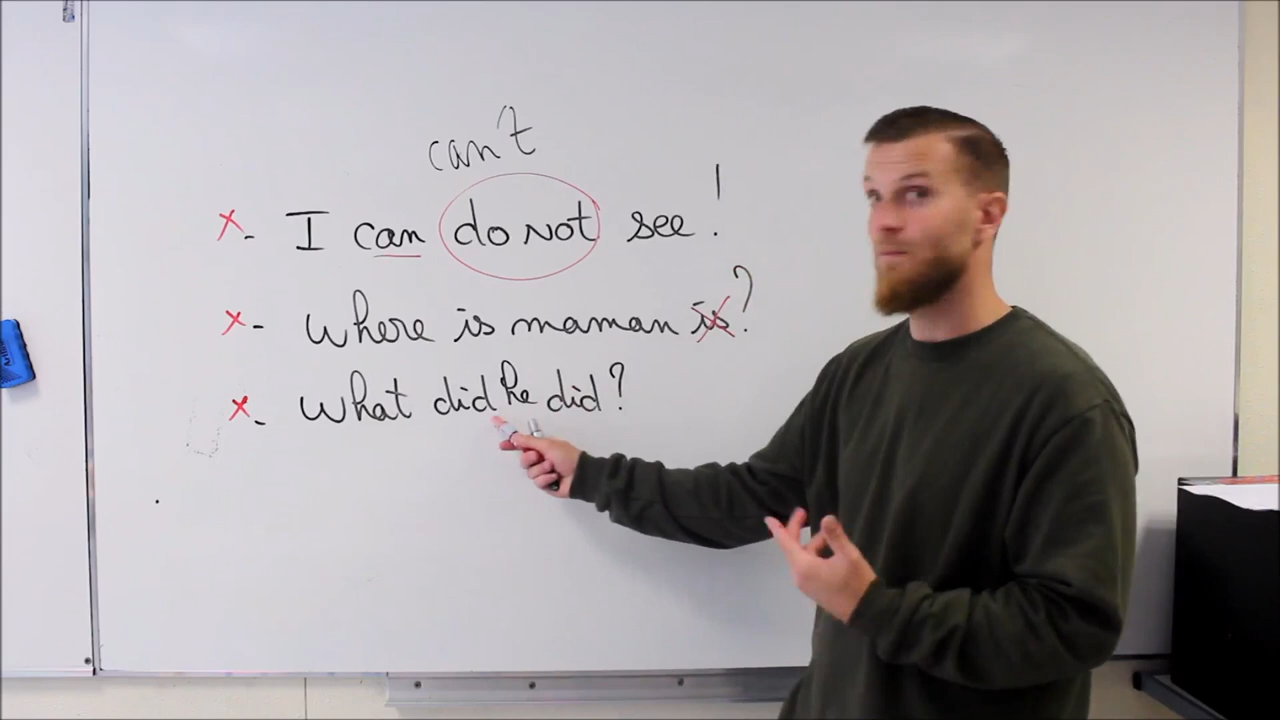 can't
x- I can do not see!
x- where is maman is?
x- what did he did?